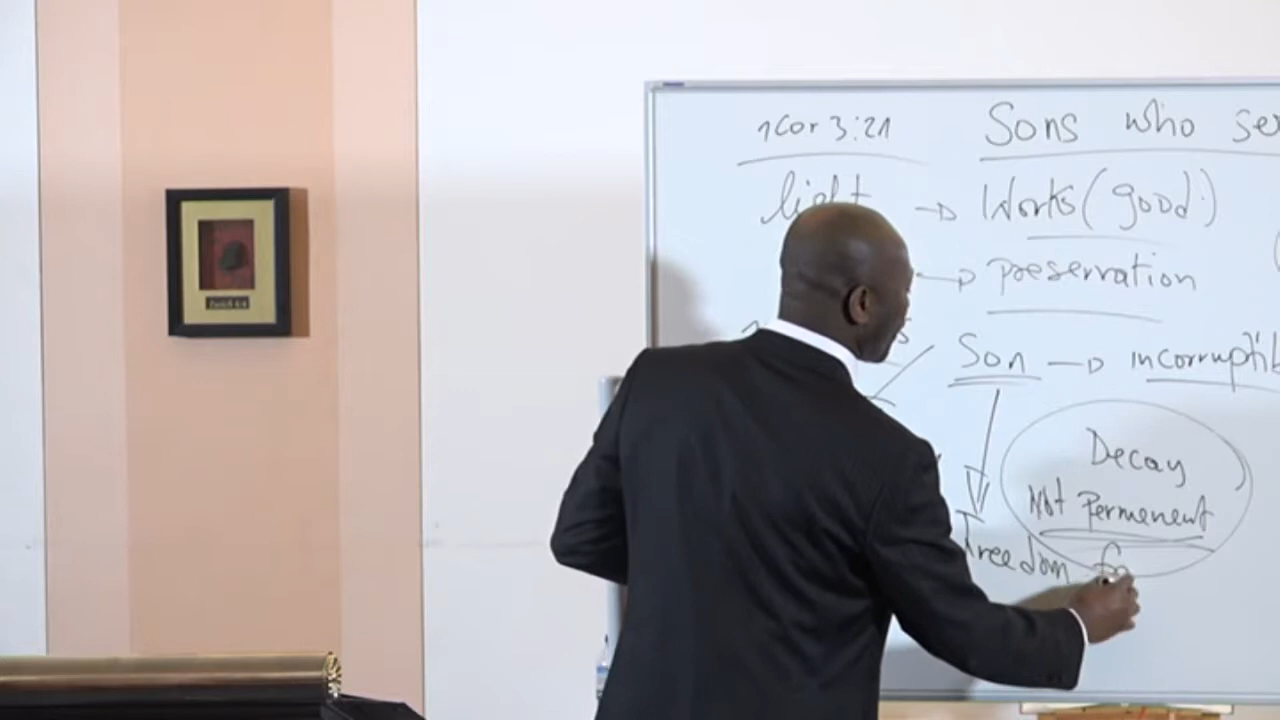 1Cor 3:21
Sons who ser
light → Works (good)
→ preservation
Son → incorruptib
Decay
Not Permenent
Freedom f